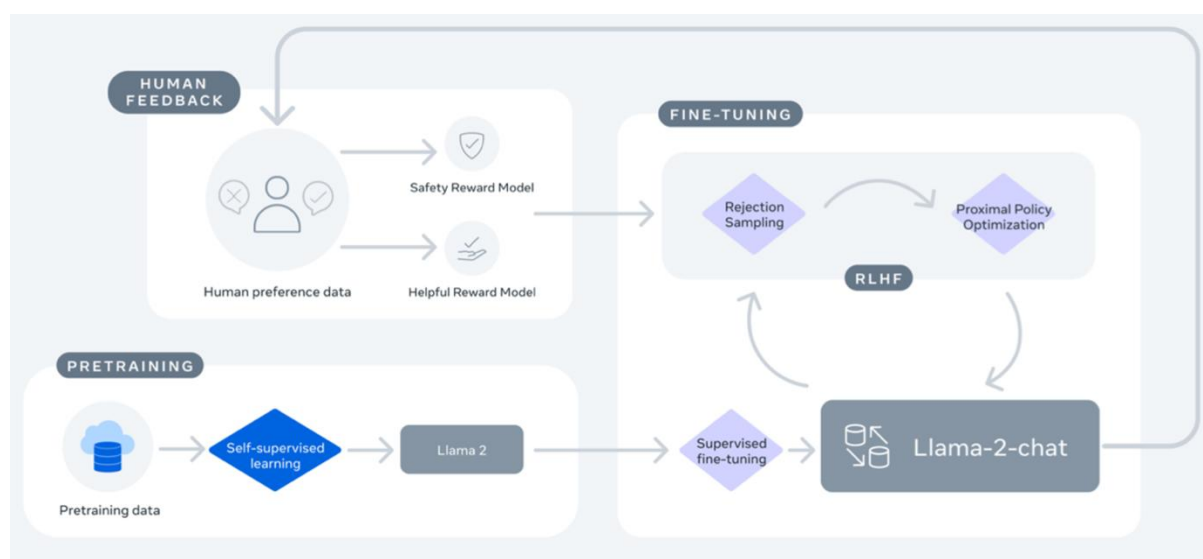 HUMAN
FEEDBACK
Safety Reward Model
Human preference data
Helpful Reward Model
FINE-TUNING
Rejection
Sampling
Proximal Policy
Optimization
RLHF
PRETRAINING
Pretraining data
Self-supervised
learning
Llama 2
Supervised
fine-tuning
Llama-2-chat